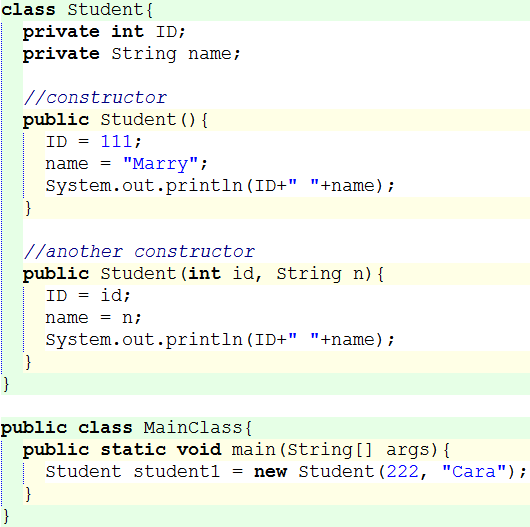 class Student{
private int ID;
private String name;
//constructor
public Student(){
ID = 111;
name = "Marry";
System.out.println(ID+" "+name);
}
//another constructor
public Student(int id, String n){
ID = id;
name = n;
System.out.println(ID+" "+name);
}
}
public class MainClass{
public static void main(String[] args){
Student student1 = new Student(222, "Cara");
}
}